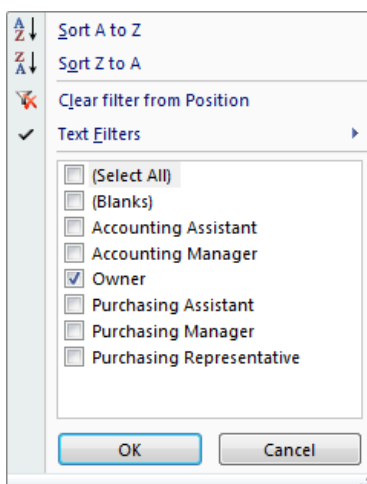 Sort A to Z
Sort Z to A
Clear filter from Position
Text Filters
(Select All)
(Blanks)
Accounting Assistant
Accounting Manager
Owner
Purchasing Assistant
Purchasing Manager
Purchasing Representative
OK Cancel